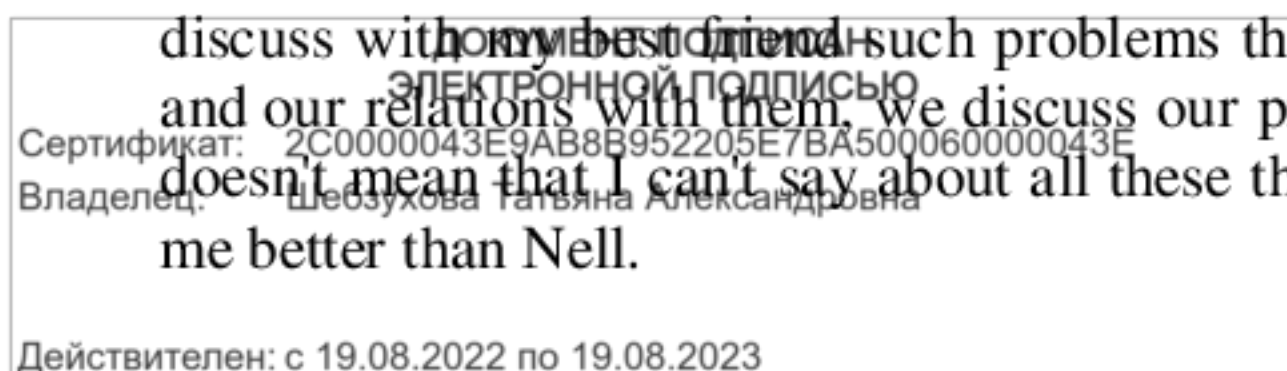 discuss with my best friend such problems th
ДОКУМЕНТ ПОДПИСАН
ЭЛЕКТРОННОЙ ПОДПИСЬЮ
and our relations with them, we discuss our p
Сертификат: 2C0000043E9AB8B952205E7BA500060000043E
doesn't mean that I can't say about all these th
Владелец: Шебзухова Татьяна Александровна
me better than Nell.
Действителен: с 19.08.2022 по 19.08.2023